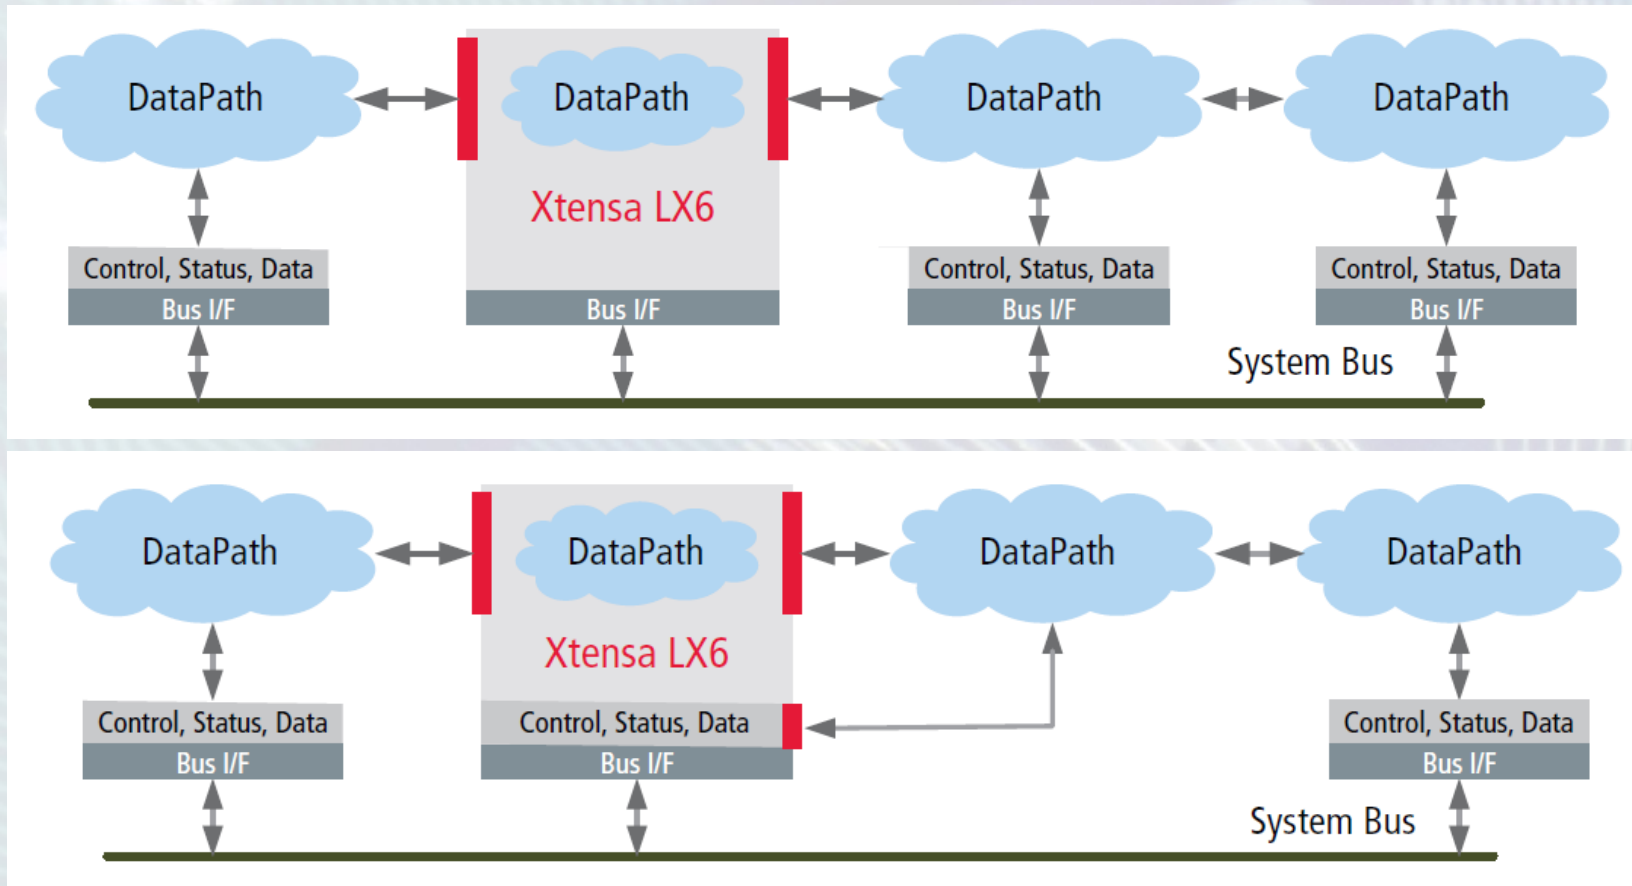 DataPath
DataPath
DataPath
DataPath
Xtensa LX6
Control, Status, Data
Control, Status, Data
Control, Status, Data
Bus I/F
Bus I/F
Bus I/F
Bus I/F
System Bus
DataPath
DataPath
DataPath
DataPath
Xtensa LX6
Control, Status, Data
Control, Status, Data
Control, Status, Data
Bus I/F
Bus I/F
Bus I/F
System Bus